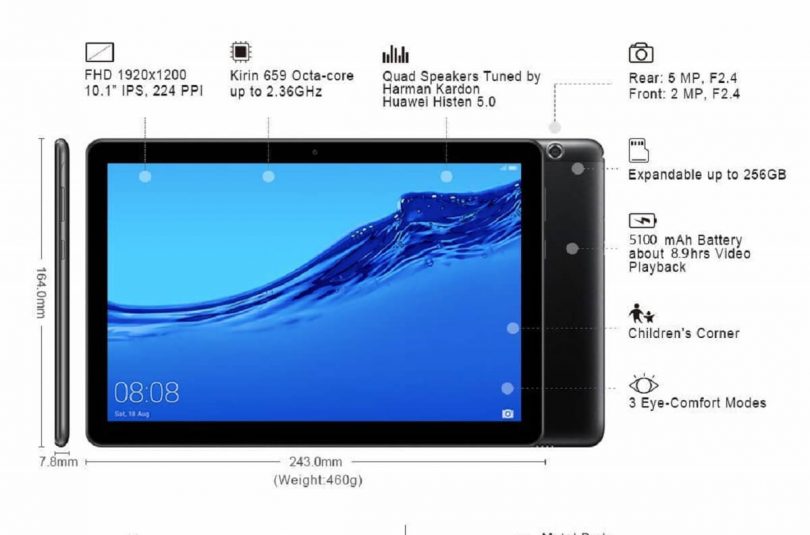 FHD 1920x1200
10.1" IPS, 224 PPI
Kirin 659 Octa-core
up to 2.36GHz
Quad Speakers Tuned by
Harman Kardon
Huawei Histen 5.0
Rear: 5 MP, F2.4
Front: 2 MP, F2.4
Expandable up to 256GB
5100 mAh Battery
about 8.9hrs Video
Playback
Children's Corner
3 Eye-Comfort Modes
164.0mm
08:08
Sat, 18 Aug
7.8mm
243.0mm
(Weight:460g)